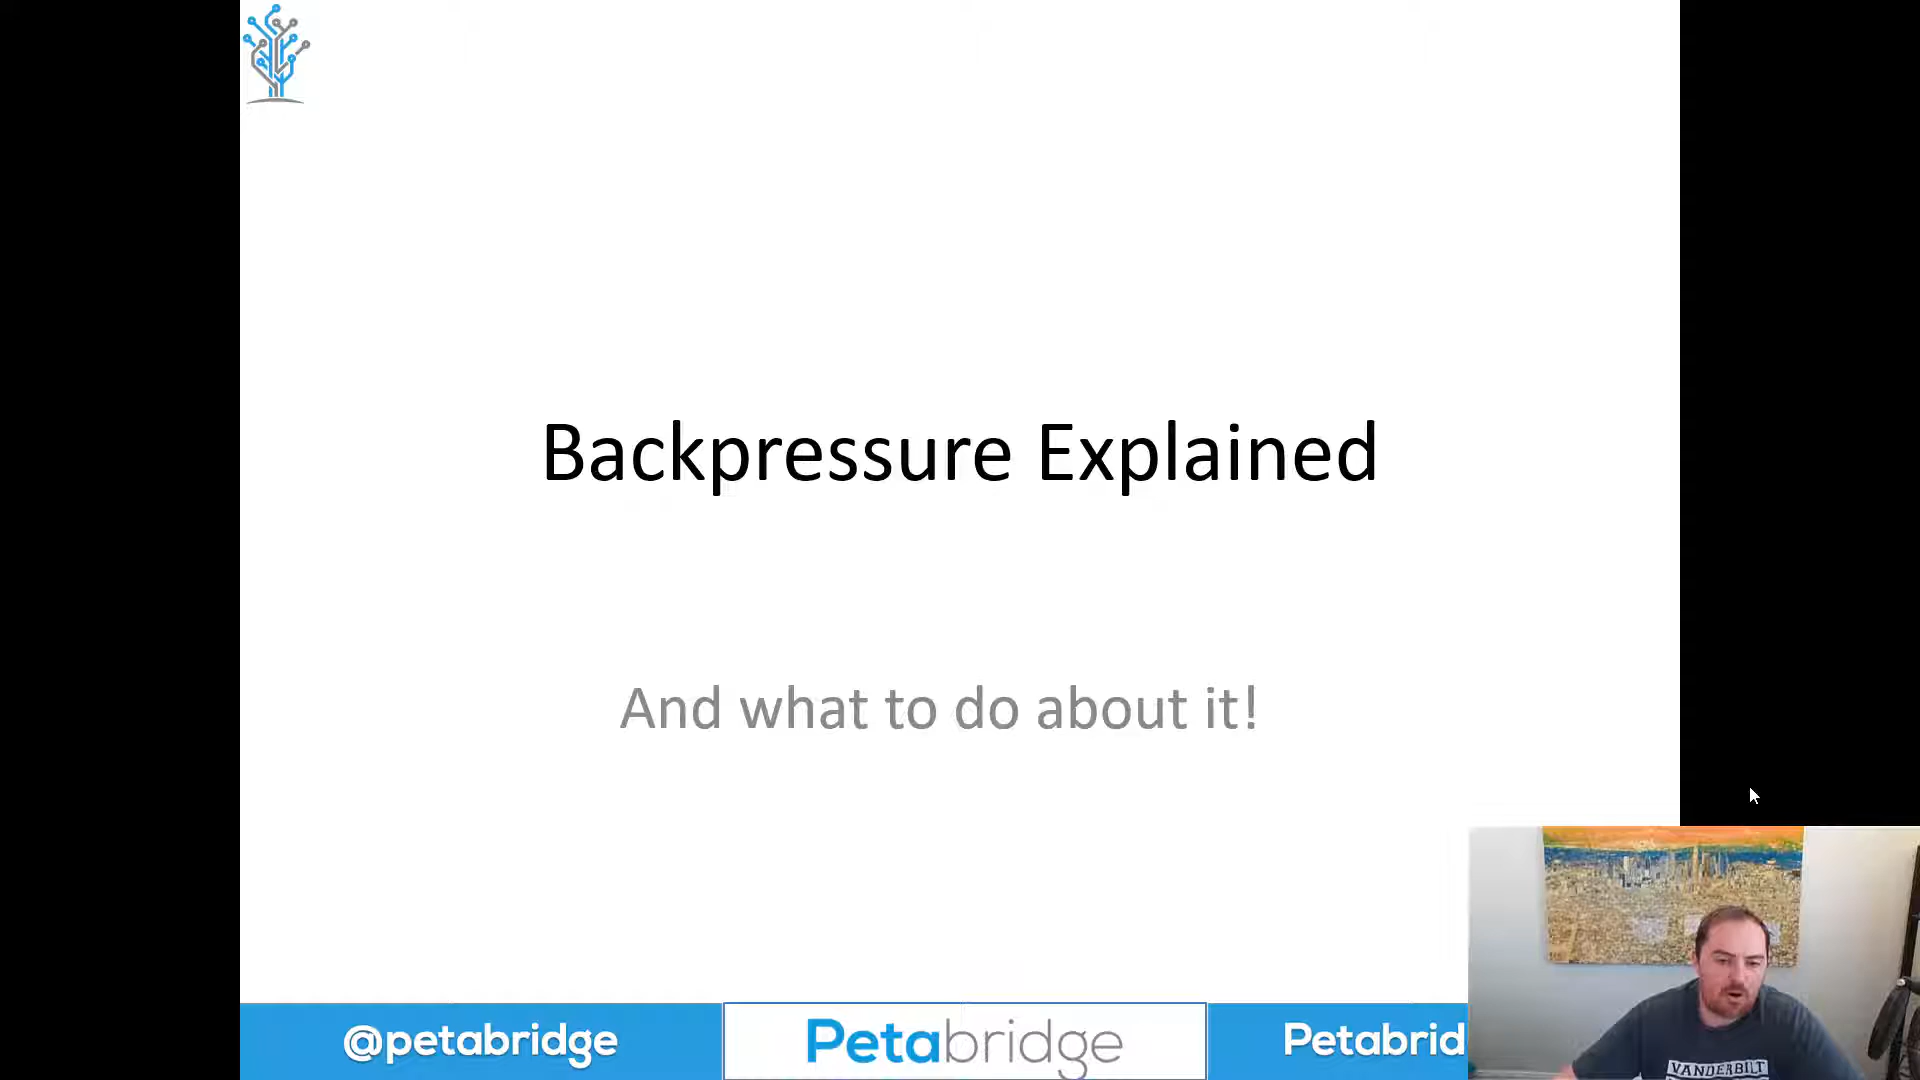 Backpressure Explained
And what to do about it!
@petabridge
Petabridge
Petabrid
VANDERBILT